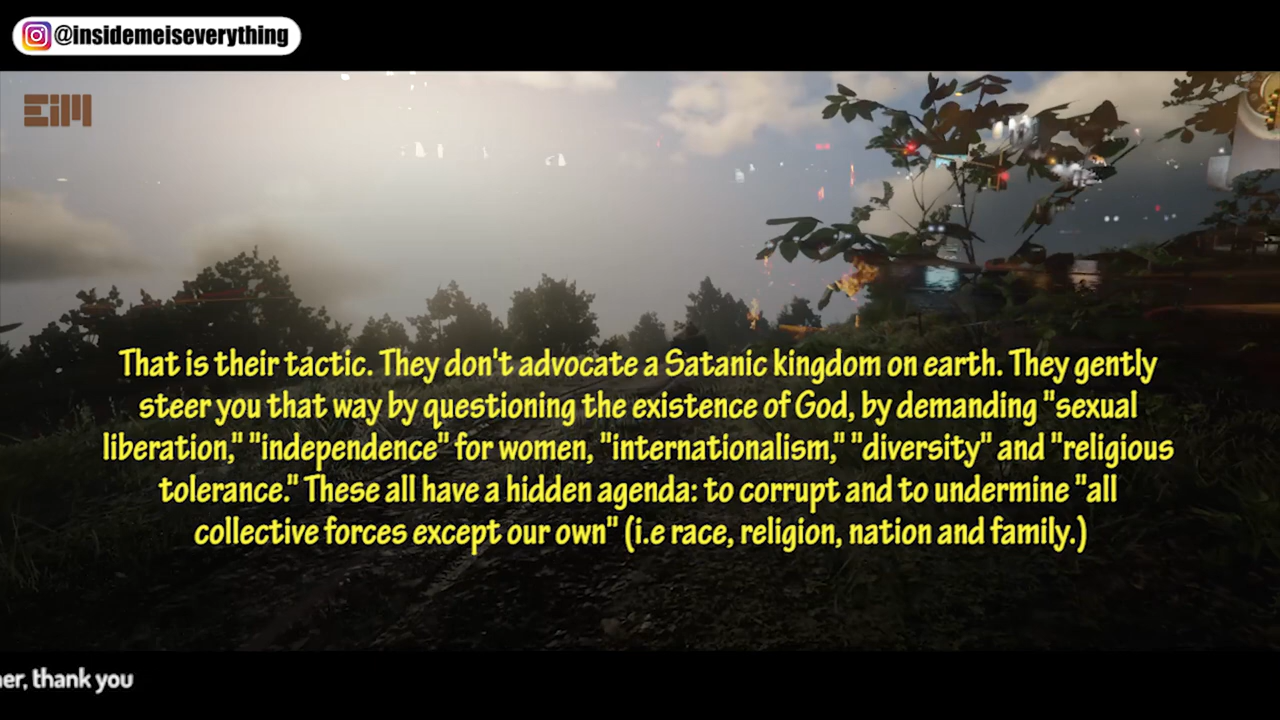 @insidemeiseverything
EIM
That is their tactic. They don't advocate a Satanic kingdom on earth. They gently
steer you that way by questioning the existence of God, by demanding "sexual
liberation," "independence" for women, "internationalism," "diversity" and "religious
tolerance." These all have a hidden agenda: to corrupt and to undermine "all
collective forces except our own" (i.e race, religion, nation and family.)
thank you